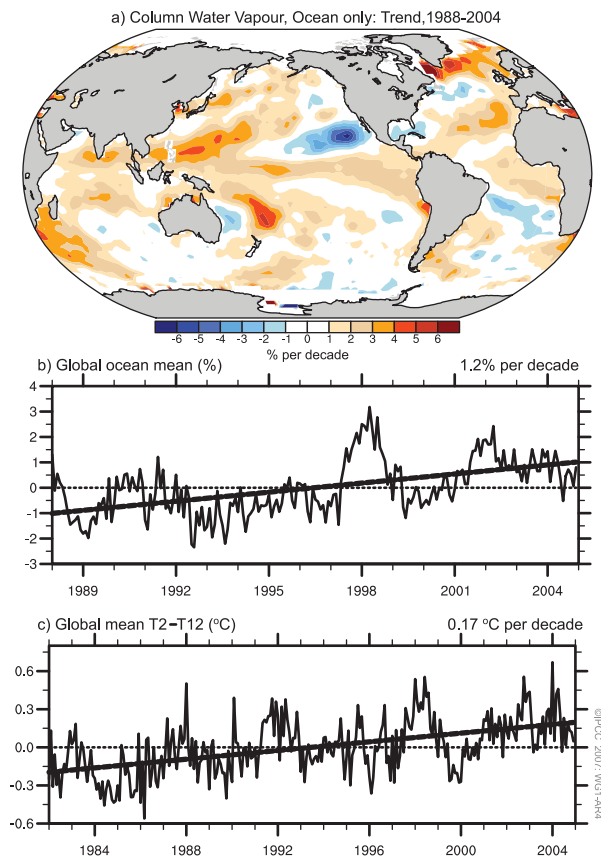 a) Column Water Vapour, Ocean only: Trend,1988-2004
-6 -5 -4 -3 -2 -1 0 1 2 3 4 5 6
% per decade
b) Global ocean mean (%) 1.2% per decade
4
3
2
1
0
-1
-2
-3
1989 1992 1995 1998 2001 2004
c) Global mean T2−T12 (ºC) 0.17 ºC per decade
0.6
0.3
0.0
-0.3
-0.6
1984 1988 1992 1996 2000 2004
©IPCC 2007: WG1-AR4